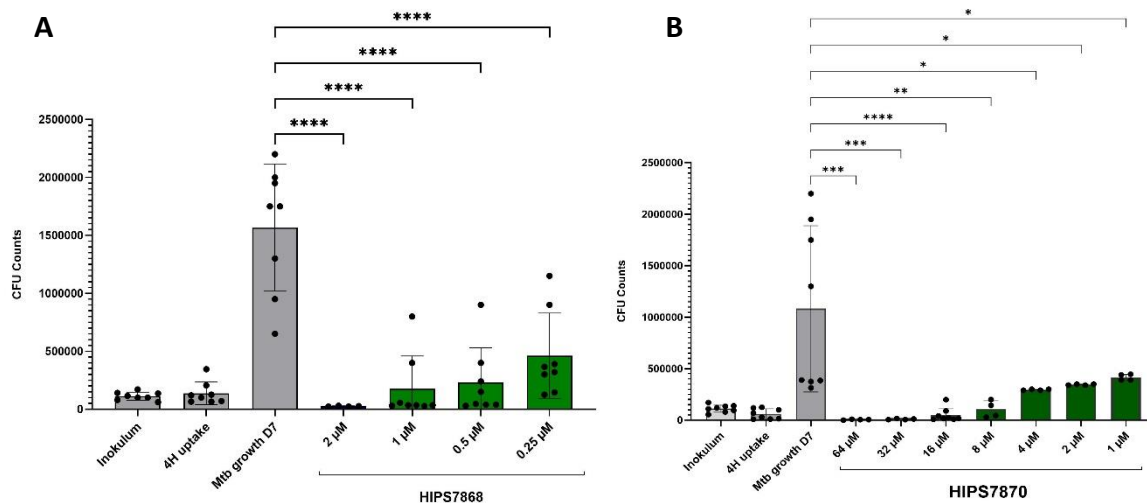 A
****
****
****
****
2500000
2000000
1500000
1000000
500000
0
CFU Counts
Inokulum
4H uptake
Mtb growth D7
2 µM
1 µM
0.5 µM
0.25 µM
HIPS7868
B
*
*
*
**
****
***
***
2500000
2000000
1500000
1000000
500000
0
CFU Counts
Inokulum
4H uptake
Mtb growth D7
64 µM
32 µM
16 µM
8 µM
4 µM
2 µM
1 µM
HIPS7870